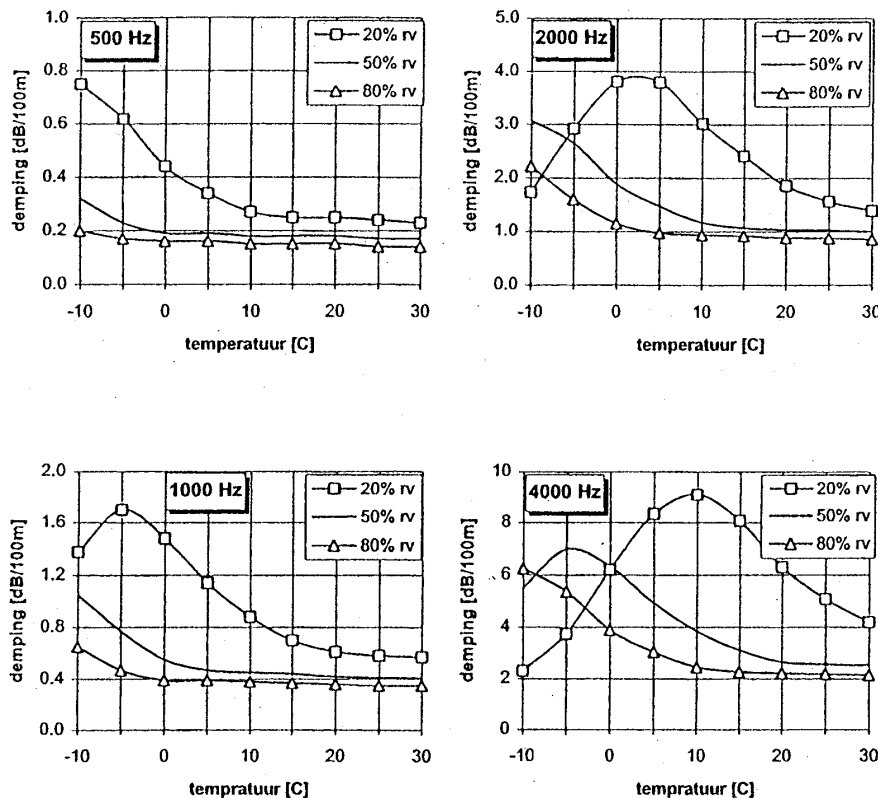 500 Hz
20% rv
50% rv
80% rv
demping [dB/100m]
1.0
0.8
0.6
0.4
0.2
0.0
-10 0 10 20 30
temperatuur [C]
2000 Hz
20% rv
50% rv
80% rv
demping [dB/100m]
5.0
4.0
3.0
2.0
1.0
0.0
-10 0 10 20 30
temperatuur [C]
1000 Hz
20% rv
50% rv
80% rv
demping [dB/100m]
2.0
1.6
1.2
0.8
0.4
0.0
-10 0 10 20 30
tempratuur [C]
4000 Hz
20% rv
50% rv
80% rv
demping [dB/100m]
10
8
6
4
2
0
-10 0 10 20 30
tempratuur [C]